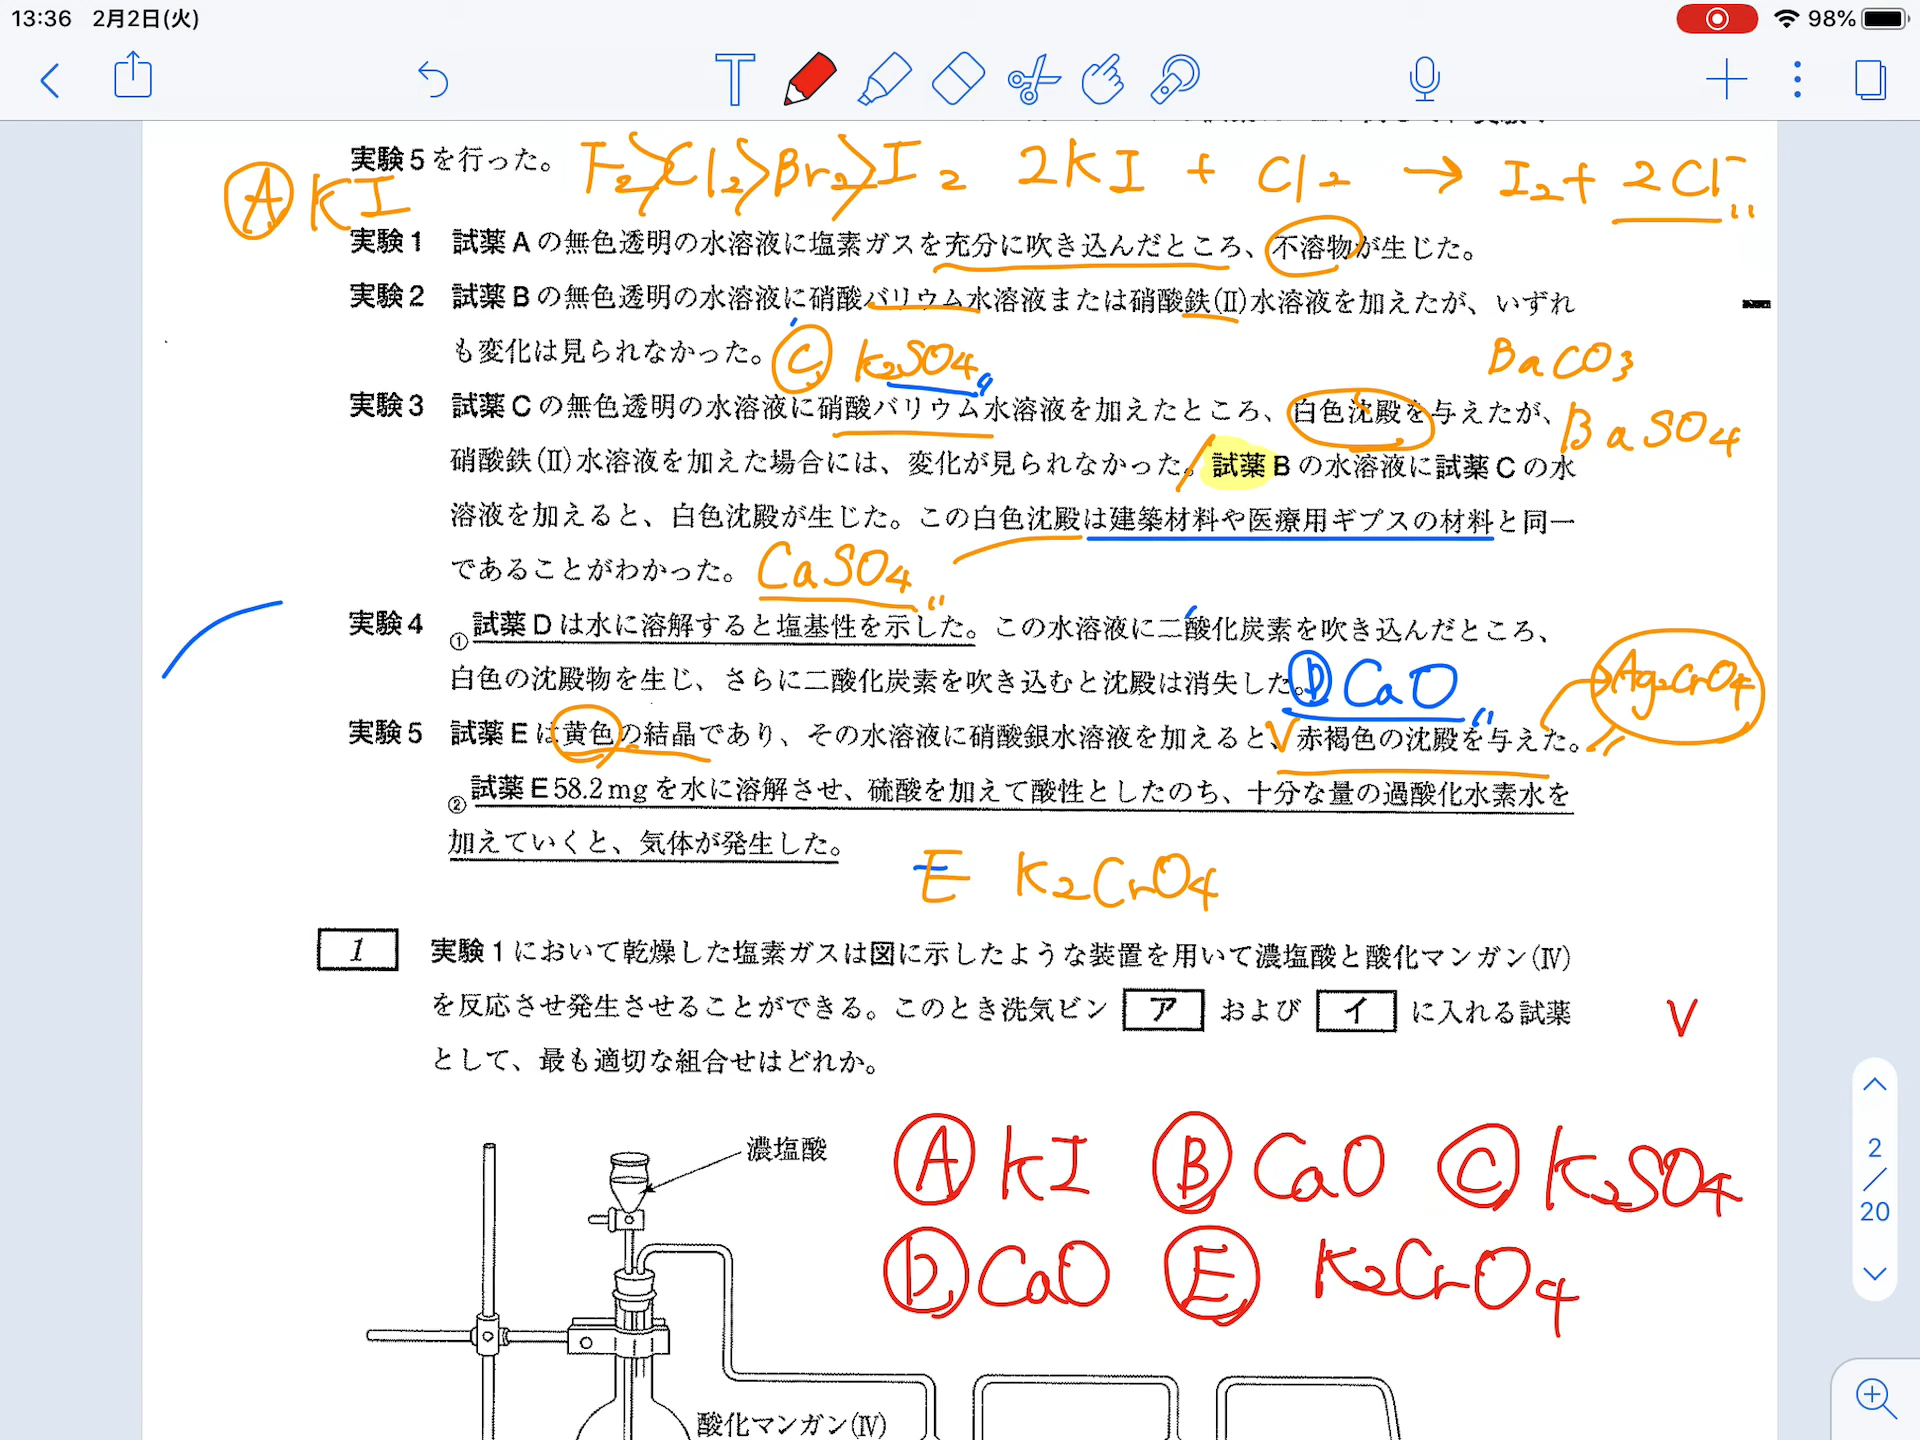 13:36 2月2日(火) 98%
実験5を行った。 F₂>Cl₂>Br₂>I₂ 2KI + Cl₂ → I₂+ 2Cl⁻
Ⓐ KI
実験1 試薬Aの無色透明の水溶液に塩素ガスを充分に吹き込んだところ、不溶物が生じた。
実験2 試薬Bの無色透明の水溶液に硝酸バリウム水溶液または硝酸鉄(Ⅱ)水溶液を加えたが、いずれ
も変化は見られなかった。 Ⓒ K₂SO₄ BaCO₃
実験3 試薬Cの無色透明の水溶液に硝酸バリウム水溶液を加えたところ、白色沈殿を与えたが、 BaSO₄
硝酸鉄(Ⅱ)水溶液を加えた場合には、変化が見られなかった。試薬Bの水溶液に試薬Cの水
溶液を加えると、白色沈殿が生じた。この白色沈殿は建築材料や医療用ギプスの材料と同一
であることがわかった。 CaSO₄
実験4 ①試薬Dは水に溶解すると塩基性を示した。この水溶液に二酸化炭素を吹き込んだところ、
白色の沈殿物を生じ、さらに二酸化炭素を吹き込むと沈殿は消失した。 Ⓓ CaO Ag₂CrO₄
実験5 試薬Eは黄色の結晶であり、その水溶液に硝酸銀水溶液を加えると、赤褐色の沈殿を与えた。
②試薬E58.2mgを水に溶解させ、硫酸を加えて酸性としたのち、十分な量の過酸化水素水を
加えていくと、気体が発生した。
E K₂CrO₄
1 実験1において乾燥した塩素ガスは図に示したような装置を用いて濃塩酸と酸化マンガン(Ⅳ)
を反応させ発生させることができる。このとき洗気ビン ア および イ に入れる試薬
として、最も適切な組合せはどれか。
濃塩酸
Ⓐ KI Ⓑ CaO Ⓒ K₂SO₄
Ⓓ CaO Ⓔ K₂CrO₄
酸化マンガン(Ⅳ)
2
/
20